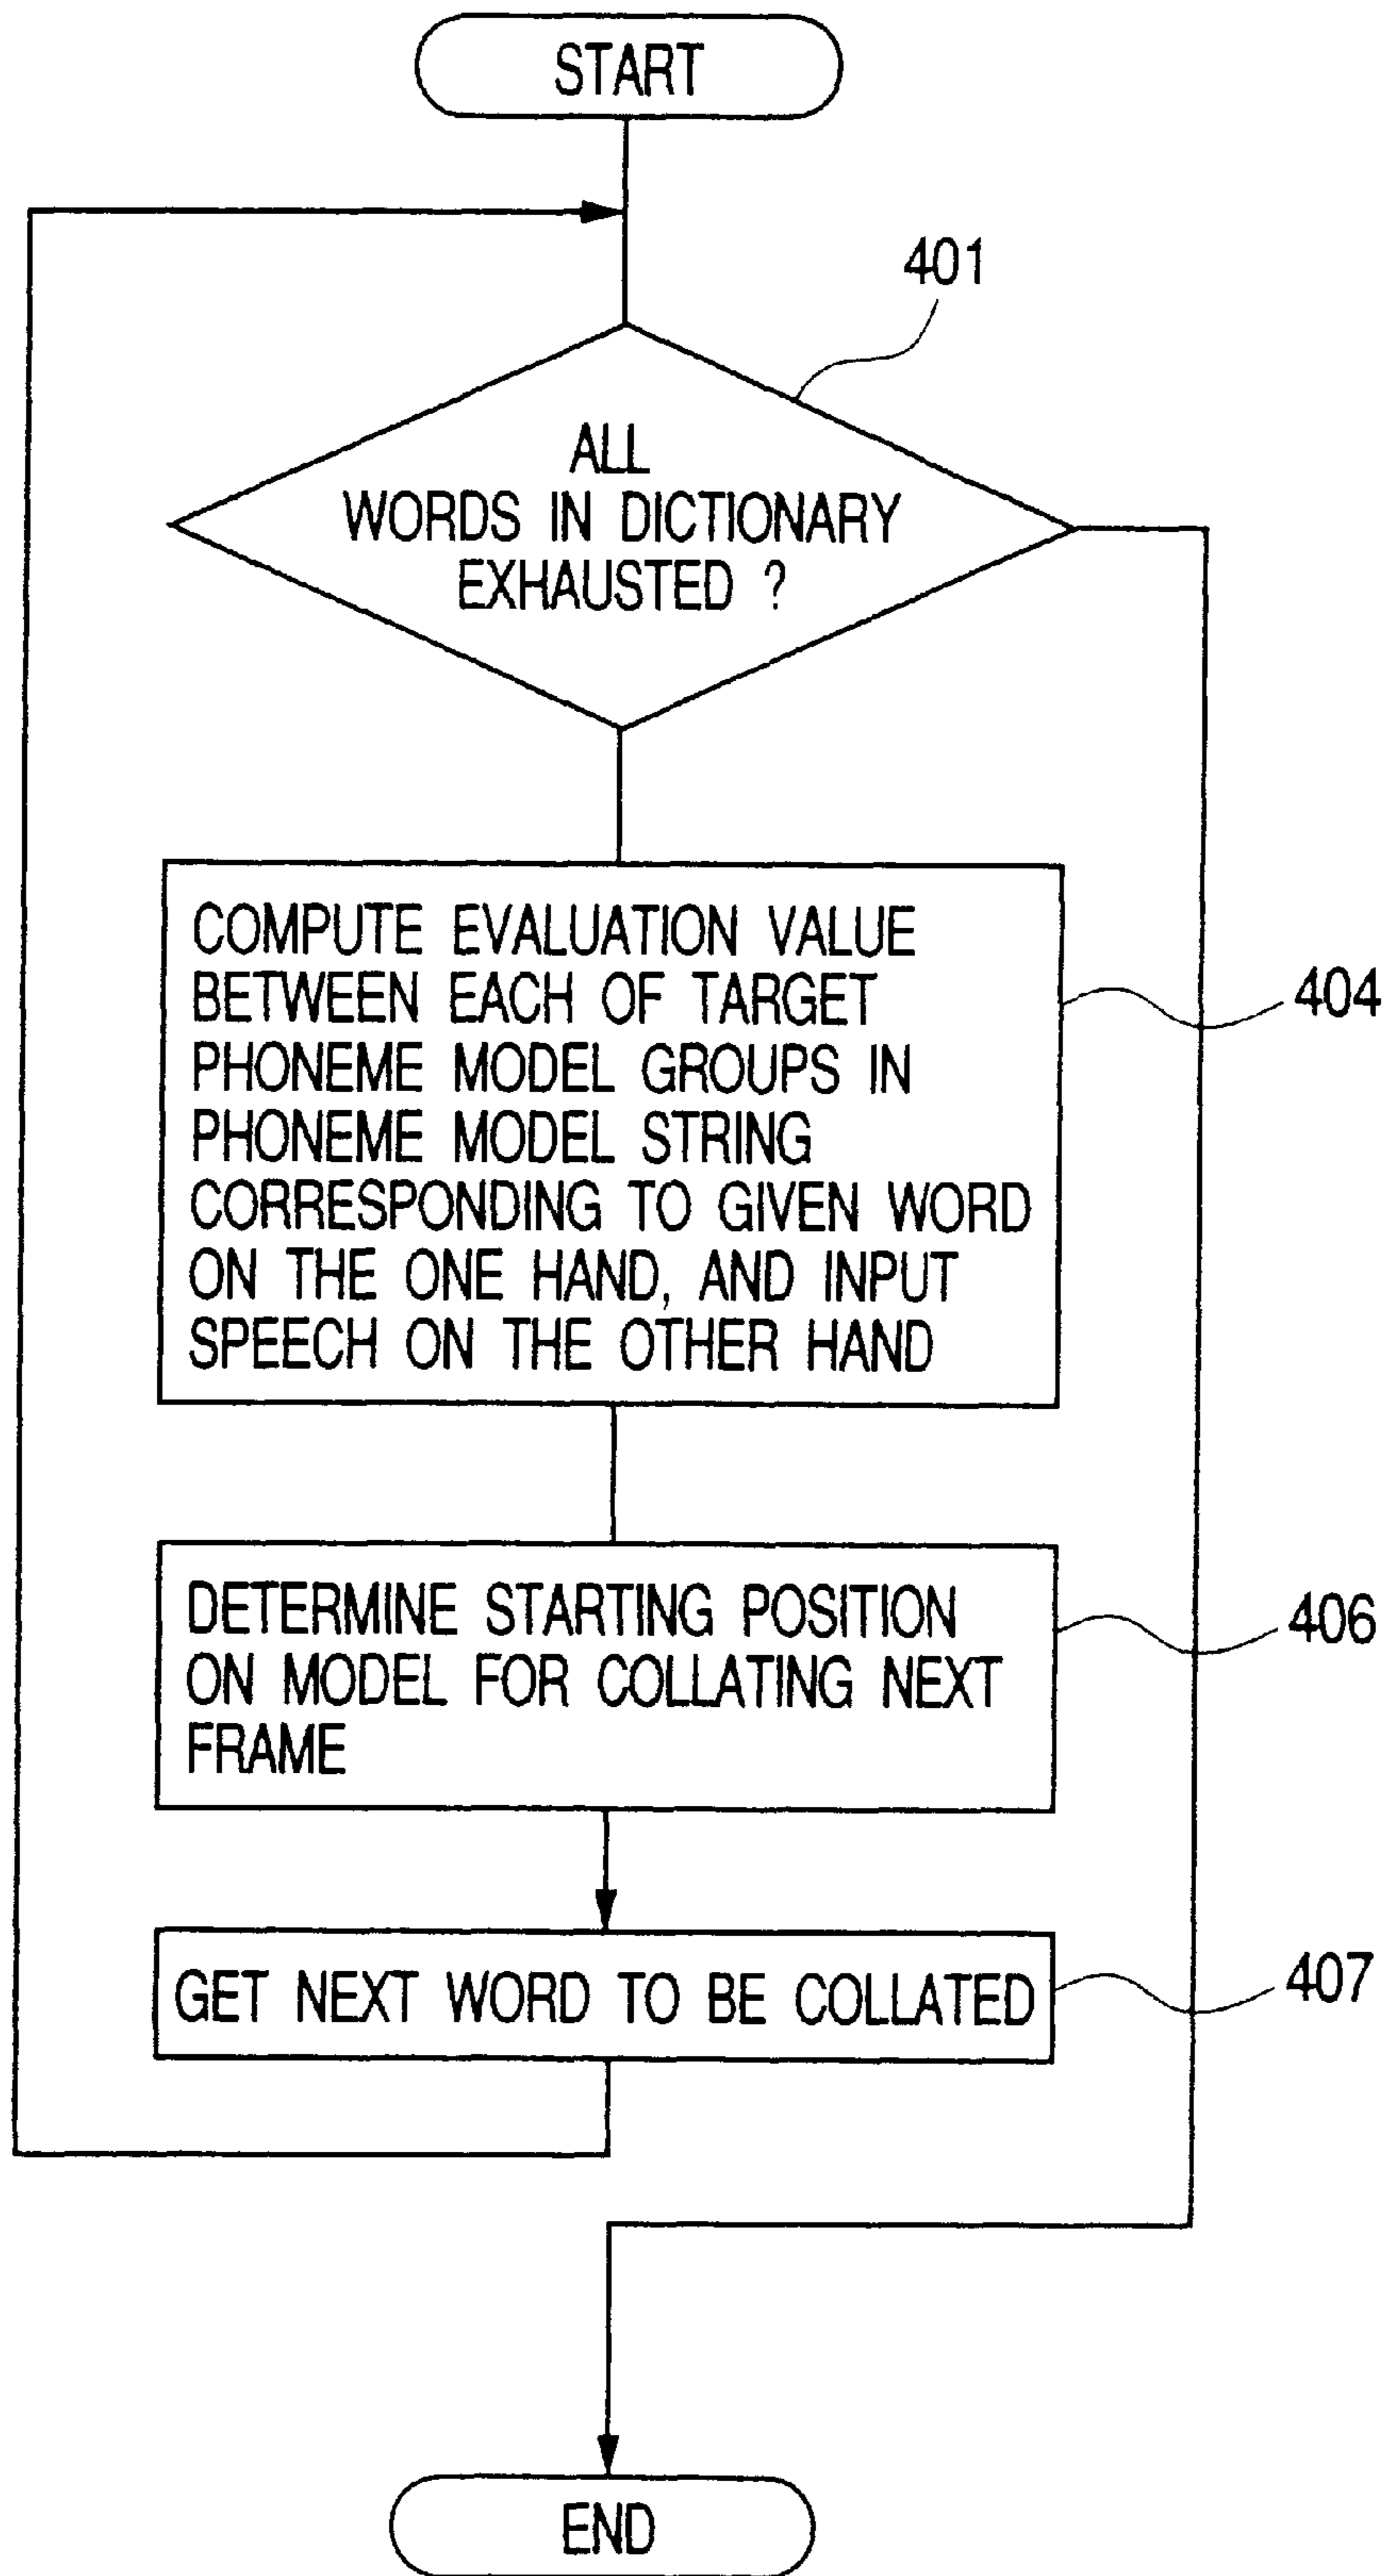 START
401
ALL
WORDS IN DICTIONARY
EXHAUSTED ?
COMPUTE EVALUATION VALUE
BETWEEN EACH OF TARGET
PHONEME MODEL GROUPS IN
PHONEME MODEL STRING
CORRESPONDING TO GIVEN WORD
ON THE ONE HAND, AND INPUT
SPEECH ON THE OTHER HAND
404
DETERMINE STARTING POSITION
ON MODEL FOR COLLATING NEXT
FRAME
406
GET NEXT WORD TO BE COLLATED
407
END